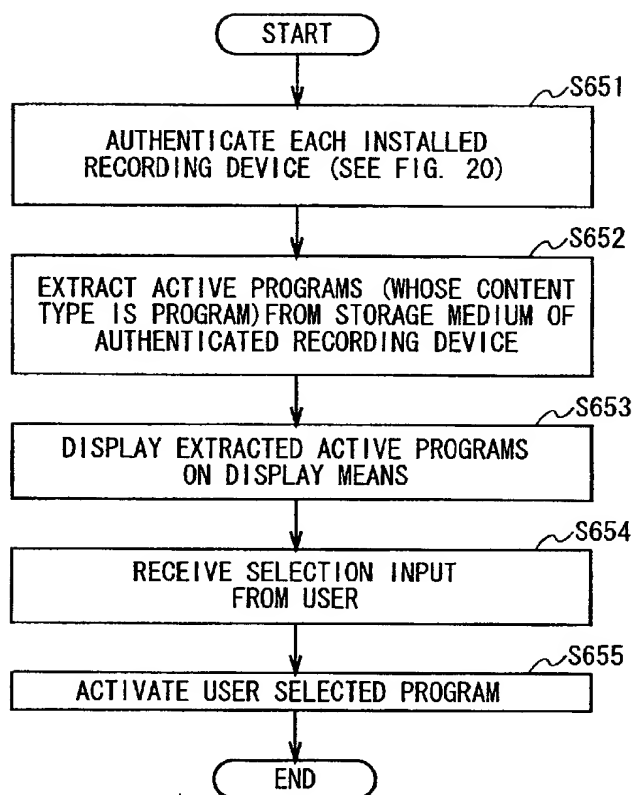 START
S651
AUTHENTICATE EACH INSTALLED
RECORDING DEVICE (SEE FIG. 20)
S652
EXTRACT ACTIVE PROGRAMS (WHOSE CONTENT
TYPE IS PROGRAM)FROM STORAGE MEDIUM OF
AUTHENTICATED RECORDING DEVICE
S653
DISPLAY EXTRACTED ACTIVE PROGRAMS
ON DISPLAY MEANS
S654
RECEIVE SELECTION INPUT
FROM USER
S655
ACTIVATE USER SELECTED PROGRAM
END